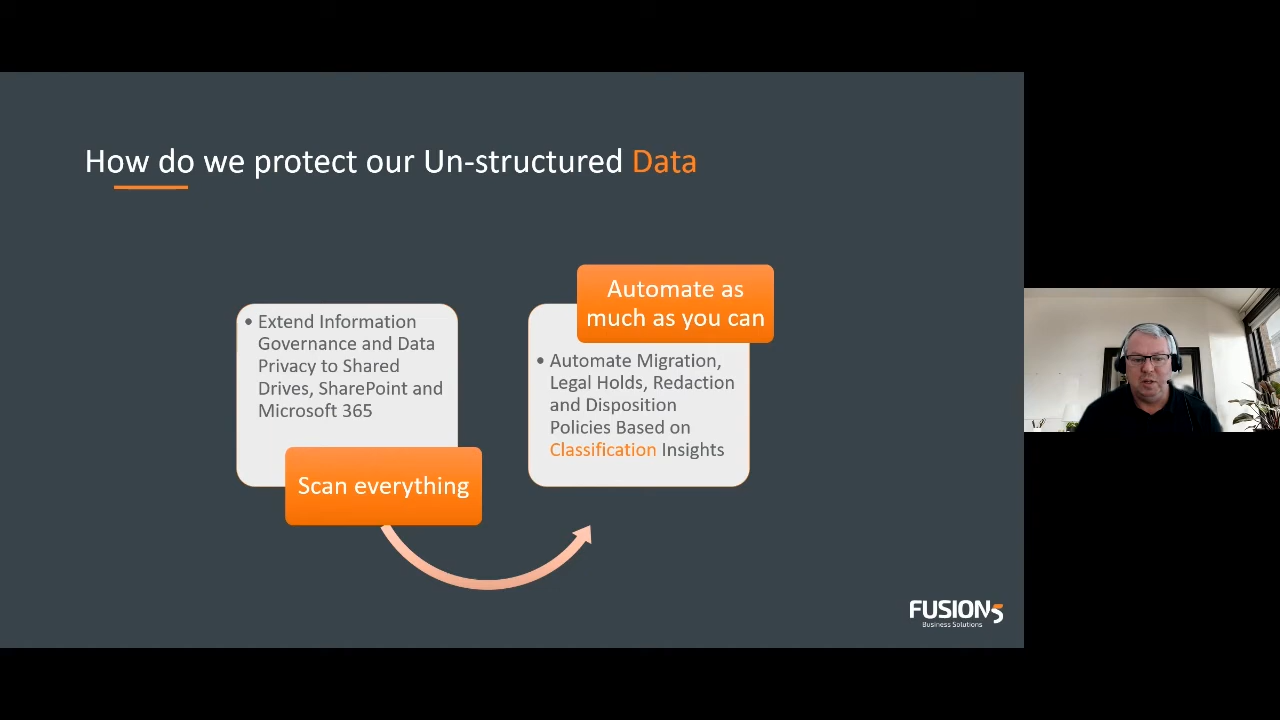 How do we protect our Un-structured Data
• Extend Information
Governance and Data
Privacy to Shared
Drives, SharePoint and
Microsoft 365
Scan everything
Automate as
much as you can
• Automate Migration,
Legal Holds, Redaction
and Disposition
Policies Based on
Classification Insights
FUSION5
Business Solutions